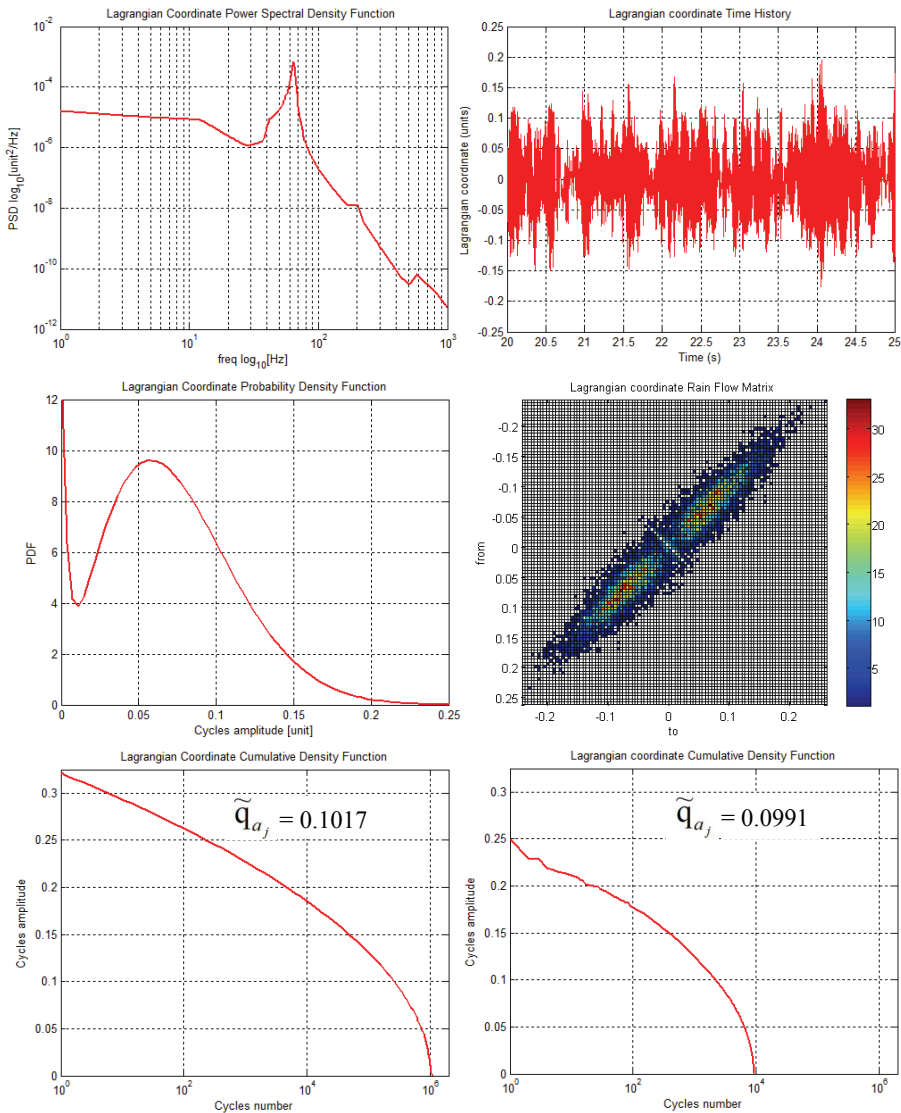 Lagrangian Coordinate Power Spectral Density Function
10^-2
10^-4
10^-6
10^-8
10^-10
10^-12
PSD log10[unit^2/Hz]
10^0 10^1 10^2 10^3
freq log10[Hz]
Lagrangian coordinate Time History
0.25
0.2
0.15
0.1
0.05
0
-0.05
-0.1
-0.15
-0.2
-0.25
Lagrangian coordinate (units)
20 20.5 21 21.5 22 22.5 23 23.5 24 24.5 25
Time (s)
Lagrangian Coordinate Probability Density Function
12
10
8
6
4
2
0
PDF
0 0.05 0.1 0.15 0.2 0.25
Cycles amplitude [unit]
Lagrangian coordinate Rain Flow Matrix
-0.2
-0.15
-0.1
-0.05
0
0.05
0.1
0.15
0.2
0.25
from
-0.2 -0.1 0 0.1 0.2
to
30
25
20
15
10
5
Lagrangian Coordinate Cumulative Density Function
0.3
0.25
0.2
0.15
0.1
0.05
0
Cycles amplitude
q̃aj = 0.1017
10^0 10^2 10^4 10^6
Cycles number
Lagrangian coordinate Cumulative Density Function
0.3
0.25
0.2
0.15
0.1
0.05
0
Cycles amplitude
q̃aj = 0.0991
10^0 10^2 10^4 10^6
Cycles number